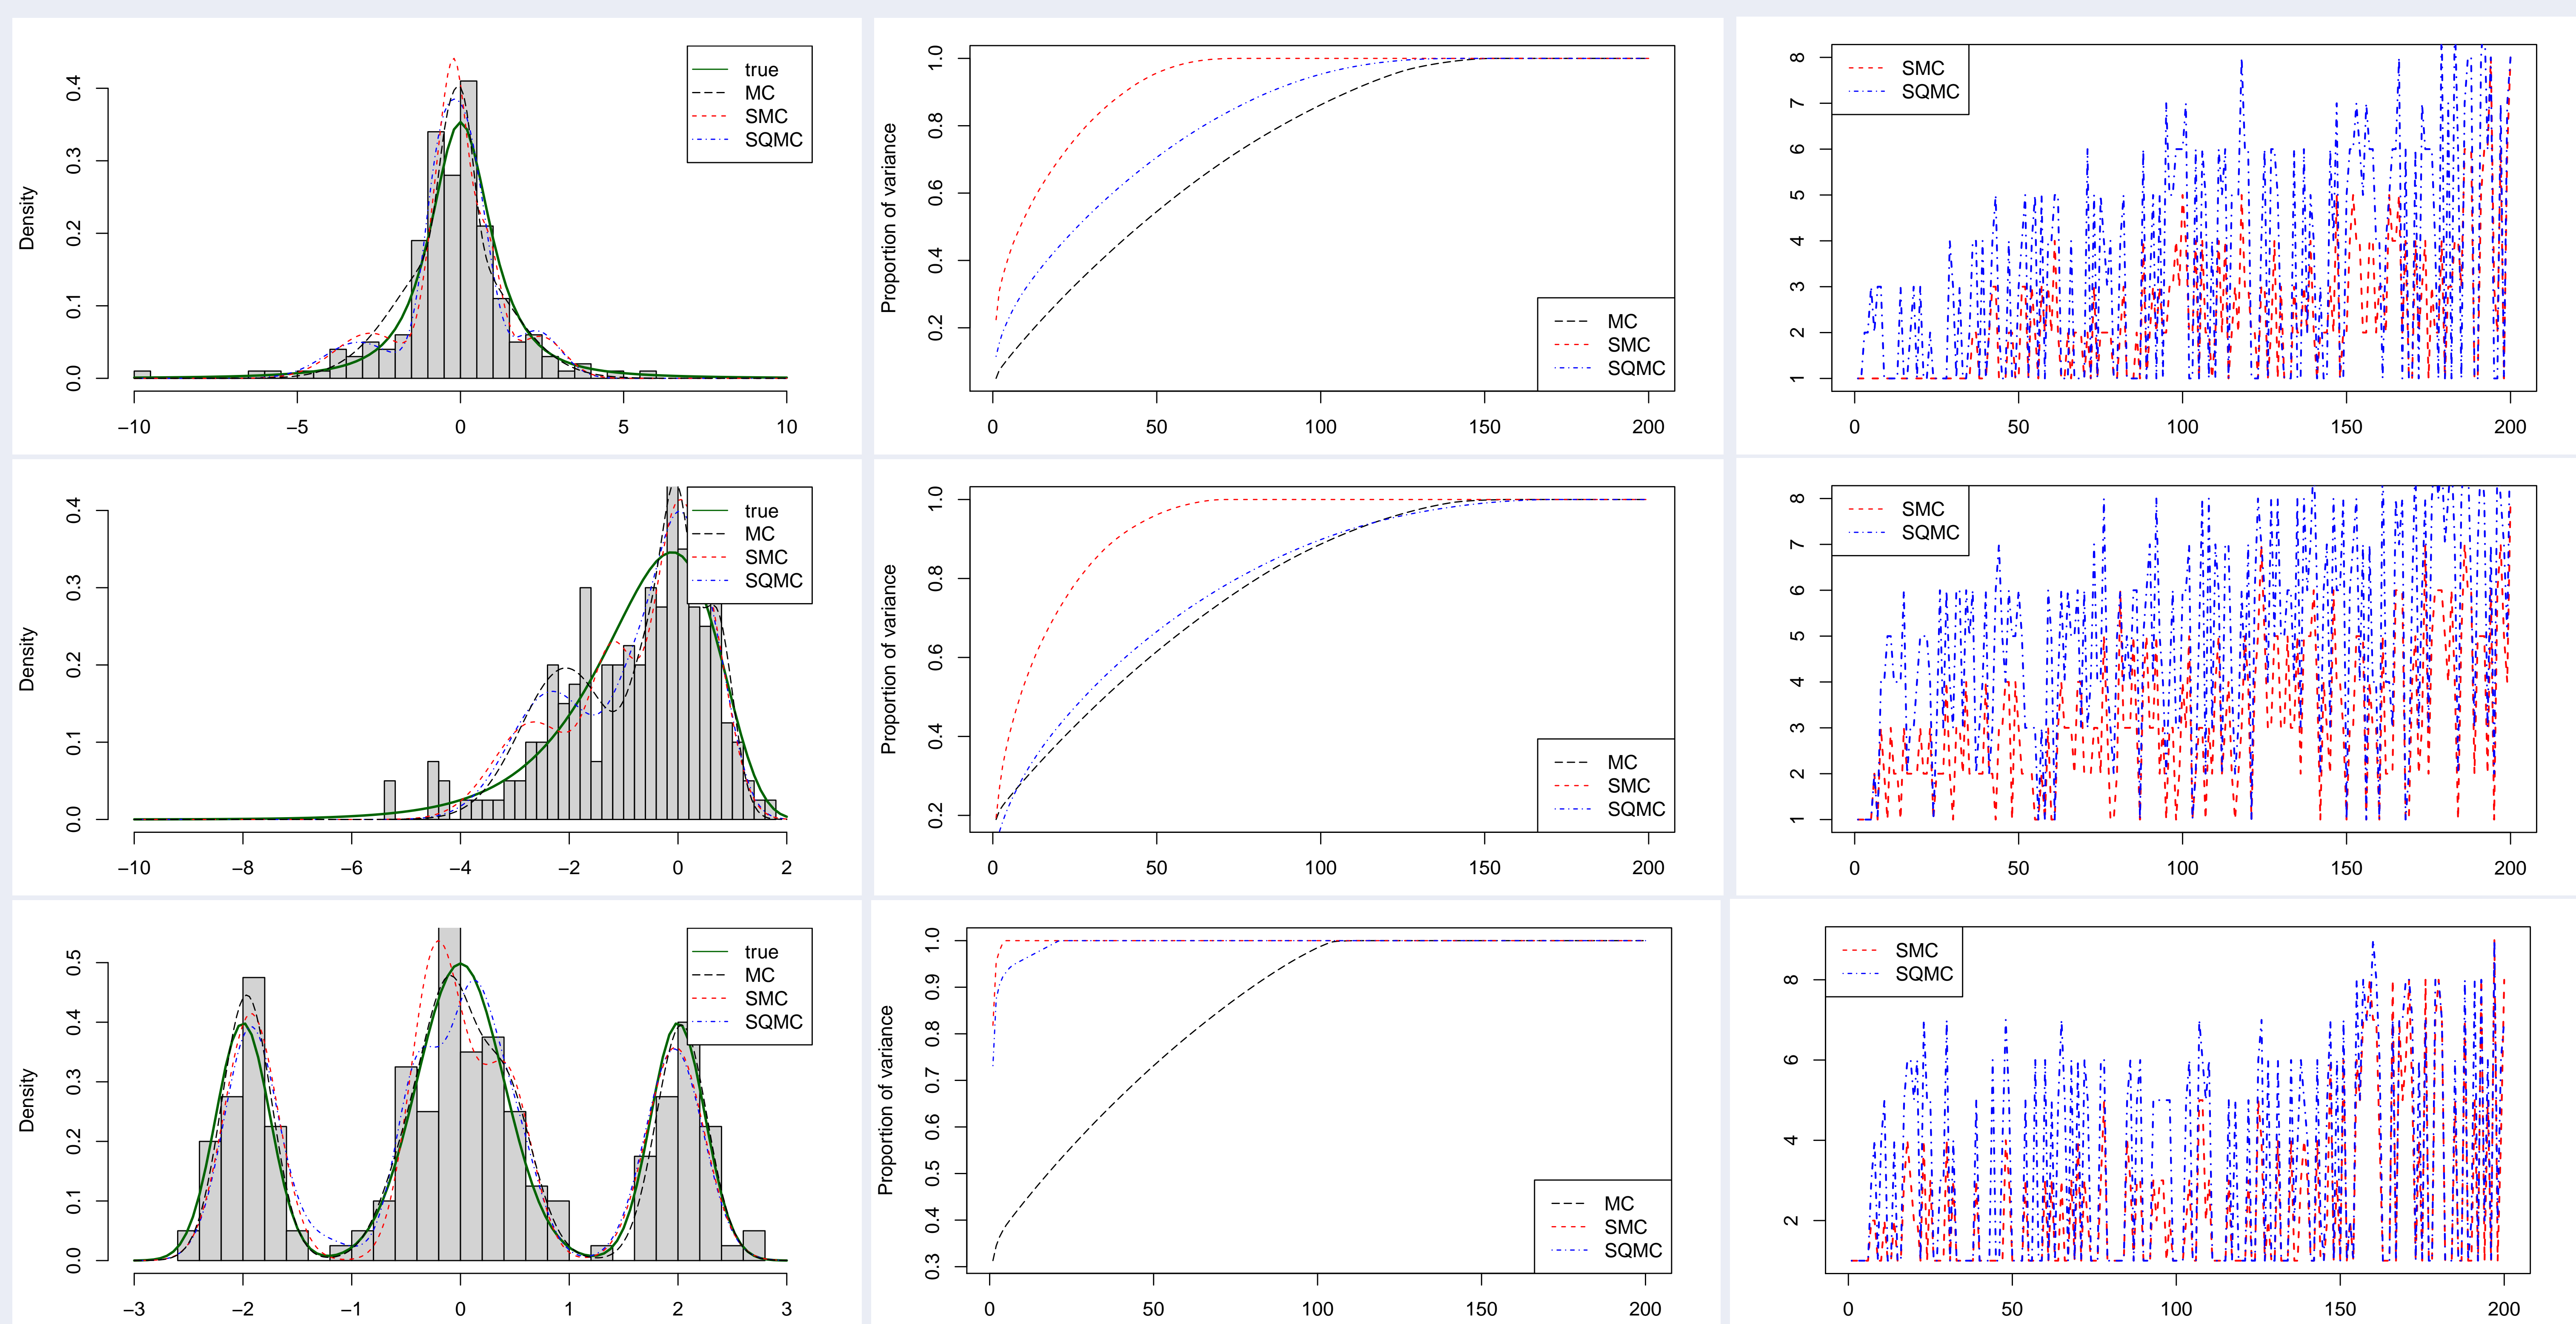 Density
0.0 0.1 0.2 0.3 0.4
−10 −5 0 5 10
true
MC
SMC
SQMC
Proportion of variance
0.2 0.4 0.6 0.8 1.0
0 50 100 150 200
MC
SMC
SQMC
1 2 3 4 5 6 7 8
0 50 100 150 200
SMC
SQMC
Density
0.0 0.1 0.2 0.3 0.4
−10 −8 −6 −4 −2 0 2
true
MC
SMC
SQMC
Proportion of variance
0.2 0.4 0.6 0.8 1.0
0 50 100 150 200
MC
SMC
SQMC
1 2 3 4 5 6 7 8
0 50 100 150 200
SMC
SQMC
Density
0.0 0.1 0.2 0.3 0.4 0.5
−3 −2 −1 0 1 2 3
true
MC
SMC
SQMC
Proportion of variance
0.3 0.4 0.5 0.6 0.7 0.8 0.9 1.0
0 50 100 150 200
MC
SMC
SQMC
2 4 6 8
0 50 100 150 200
SMC
SQMC